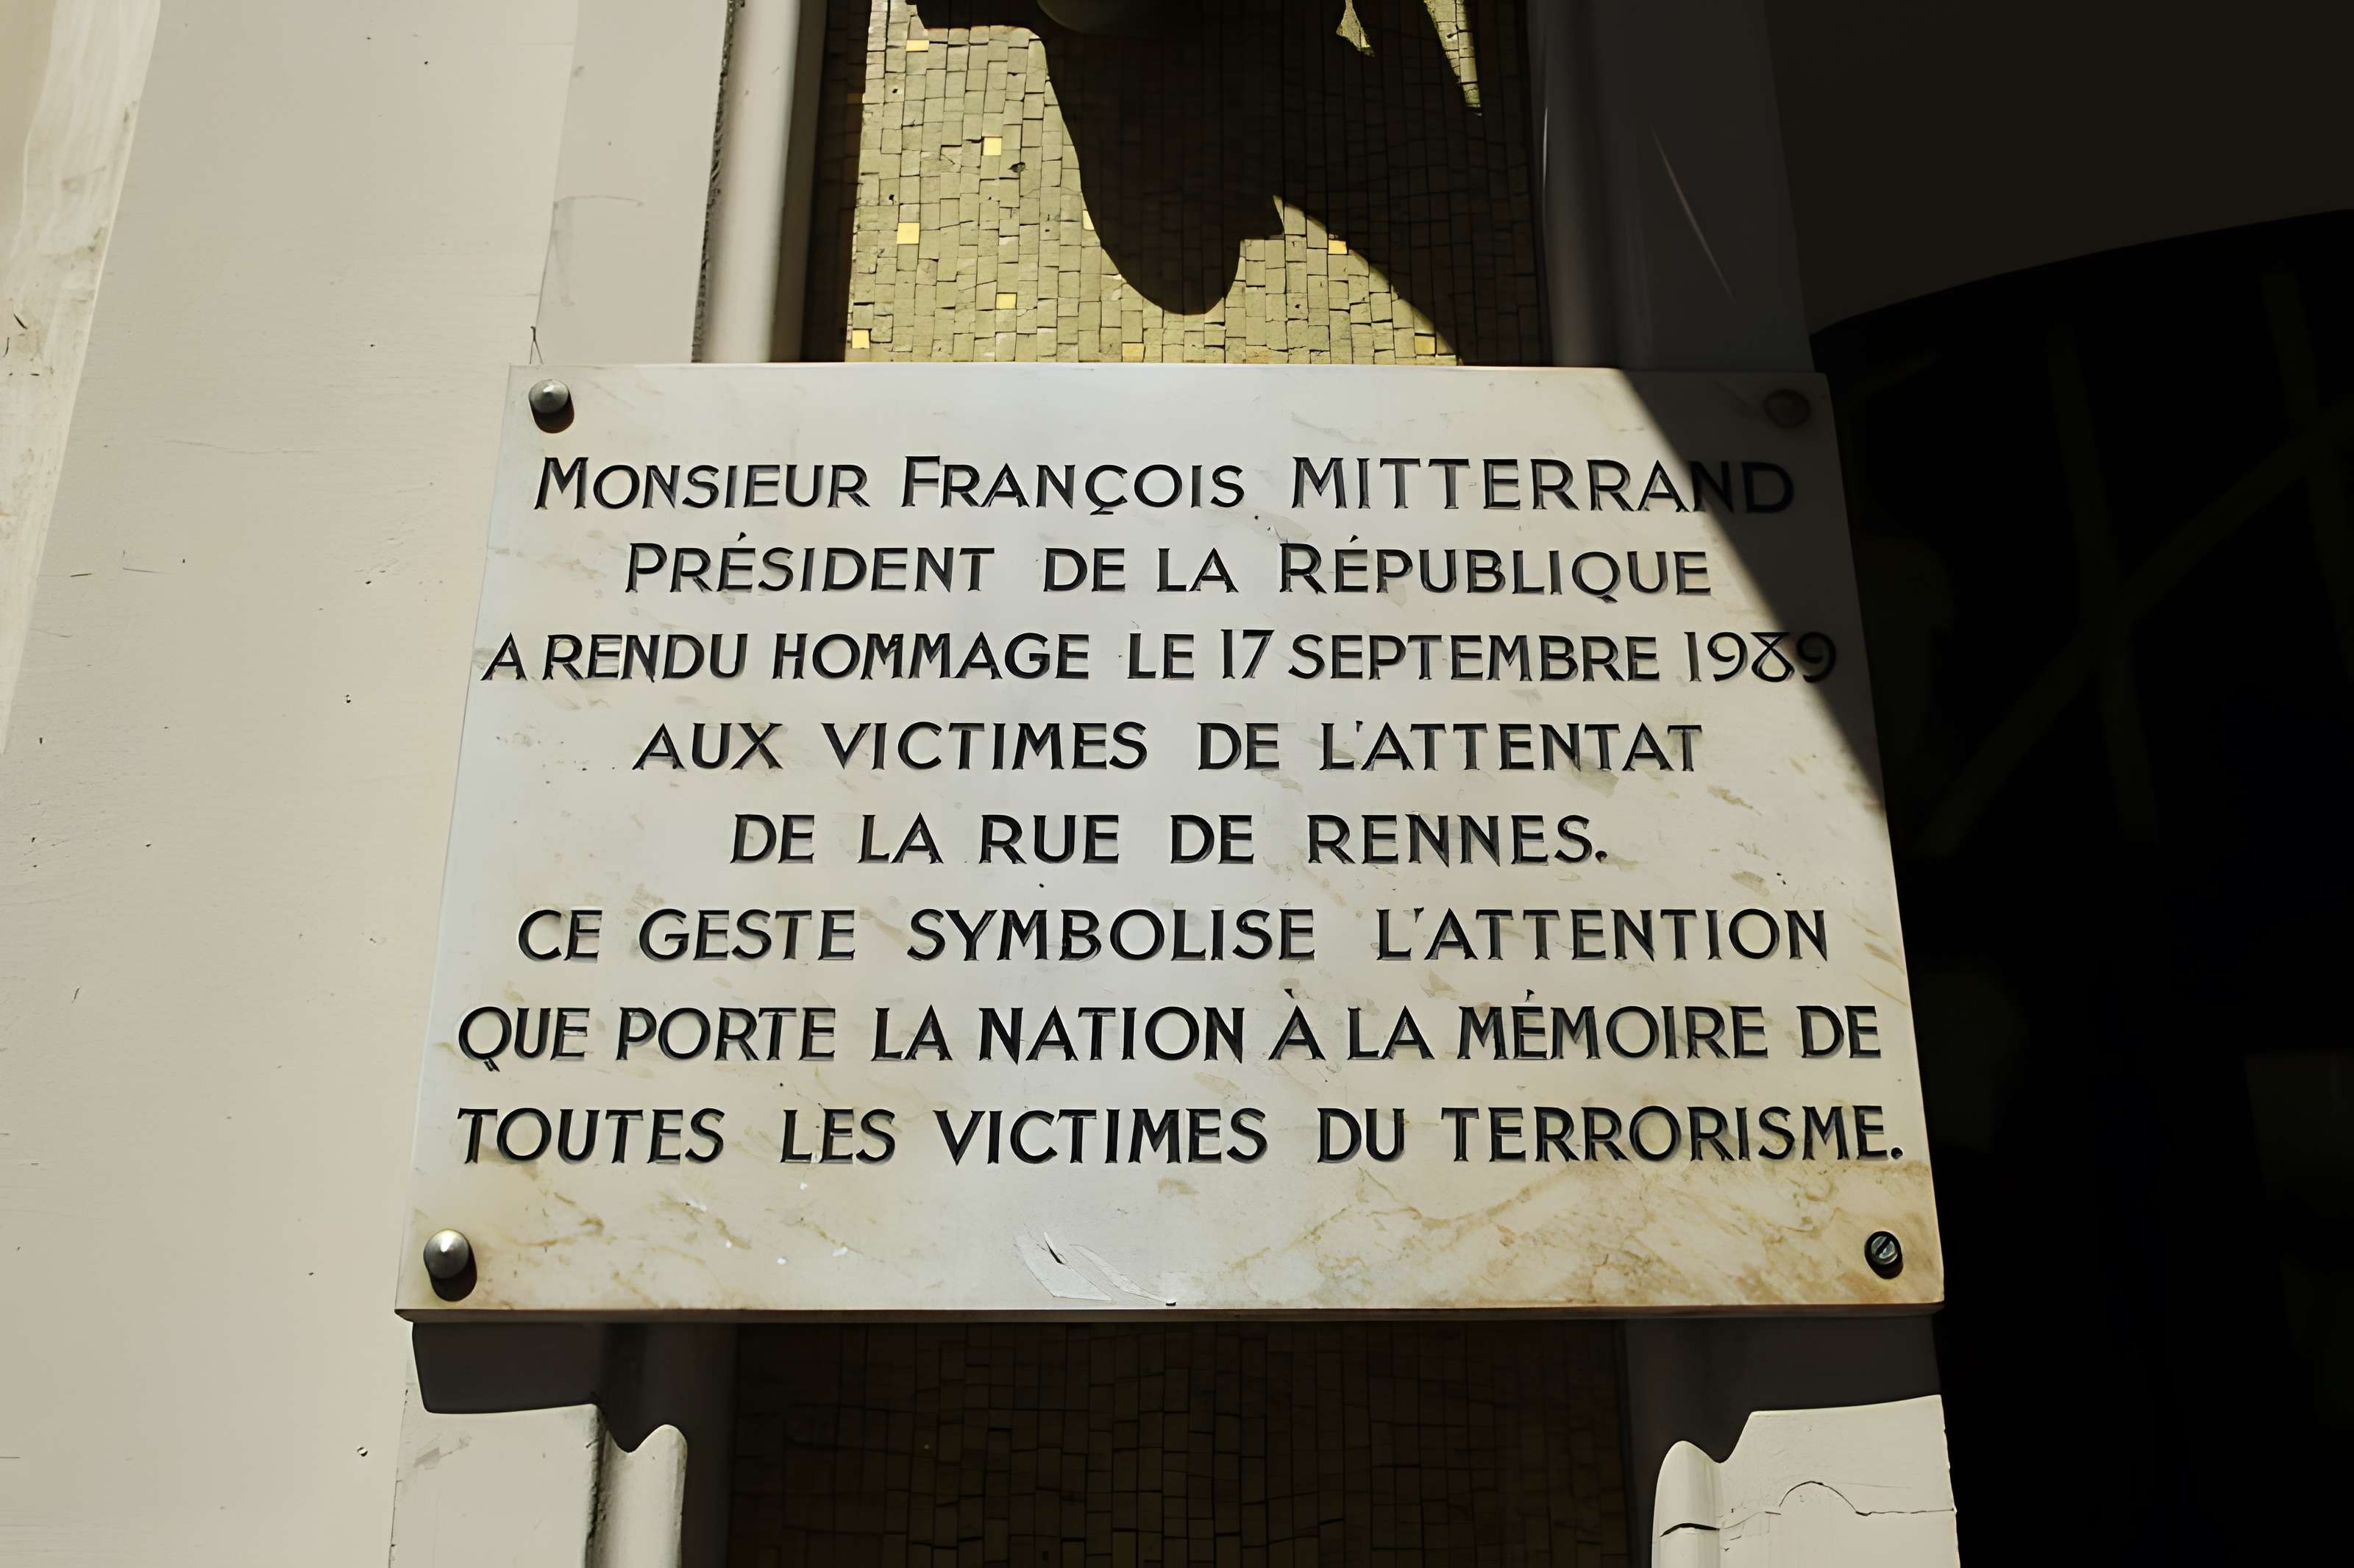 Monsieur François MITTERRAND
Président de la République
A RENDU HOMMAGE LE 17 SEPTEMBRE 1989
AUX VICTIMES DE L'ATTENTAT
DE LA RUE DE RENNES.
CE GESTE SYMBOLISE L'ATTENTION
QUE PORTE LA NATION À LA MÉMOIRE DE
TOUTES LES VICTIMES DU TERRORISME.